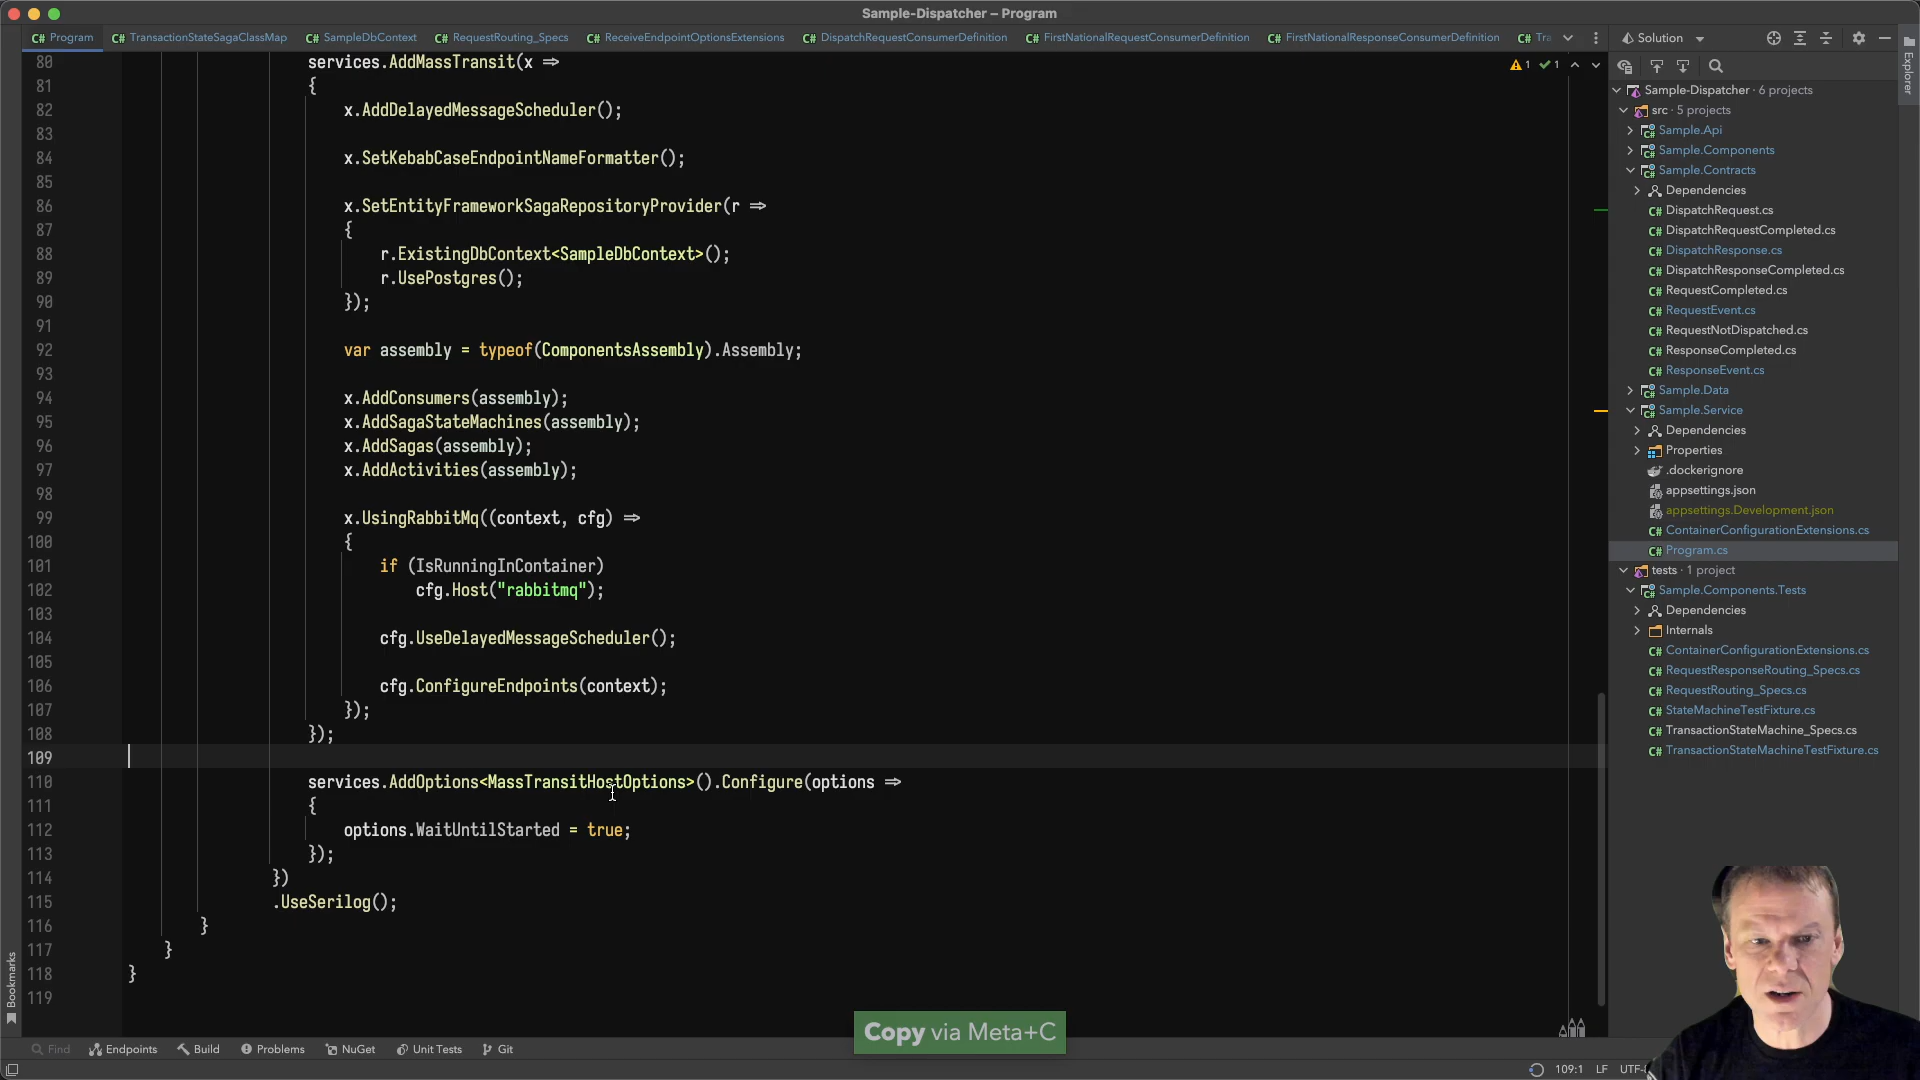 Sample-Dispatcher – Program
C# Program
C# TransactionStateSagaClassMap
C# SampleDbContext
C# RequestRouting_Specs
C# ReceiveEndpointOptionsExtensions
C# DispatchRequestConsumerDefinition
C# FirstNationalRequestConsumerDefinition
C# FirstNationalResponseConsumerDefinition
C# Tra
Solution
80 services.AddMassTransit(x =>
81 {
82 x.AddDelayedMessageScheduler();
83
84 x.SetKebabCaseEndpointNameFormatter();
85
86 x.SetEntityFrameworkSagaRepositoryProvider(r =>
87 {
88 r.ExistingDbContext<SampleDbContext>();
89 r.UsePostgres();
90 });
91
92 var assembly = typeof(ComponentsAssembly).Assembly;
93
94 x.AddConsumers(assembly);
95 x.AddSagaStateMachines(assembly);
96 x.AddSagas(assembly);
97 x.AddActivities(assembly);
98
99 x.UsingRabbitMq((context, cfg) =>
100 {
101 if (IsRunningInContainer)
102 cfg.Host("rabbitmq");
103
104 cfg.UseDelayedMessageScheduler();
105
106 cfg.ConfigureEndpoints(context);
107 });
108 });
109
110 services.AddOptions<MassTransitHostOptions>().Configure(options =>
111 {
112 options.WaitUntilStarted = true;
113 });
114 })
115 .UseSerilog();
116 }
117 }
118 }
119
1 1
Sample-Dispatcher · 6 projects
src · 5 projects
C# Sample.Api
C# Sample.Components
C# Sample.Contracts
Dependencies
C# DispatchRequest.cs
C# DispatchRequestCompleted.cs
C# DispatchResponse.cs
C# DispatchResponseCompleted.cs
C# RequestCompleted.cs
C# RequestEvent.cs
C# RequestNotDispatched.cs
C# ResponseCompleted.cs
C# ResponseEvent.cs
C# Sample.Data
C# Sample.Service
Dependencies
Properties
.dockerignore
appsettings.json
appsettings.Development.json
C# ContainerConfigurationExtensions.cs
C# Program.cs
tests · 1 project
C# Sample.Components.Tests
Dependencies
Internals
C# ContainerConfigurationExtensions.cs
C# RequestResponseRouting_Specs.cs
C# RequestRouting_Specs.cs
C# StateMachineTestFixture.cs
C# TransactionStateMachine_Specs.cs
C# TransactionStateMachineTestFixture.cs
Explorer
Bookmarks
Copy via Meta+C
Find
Endpoints
Build
Problems
NuGet
Unit Tests
Git
109:1 LF UTF-